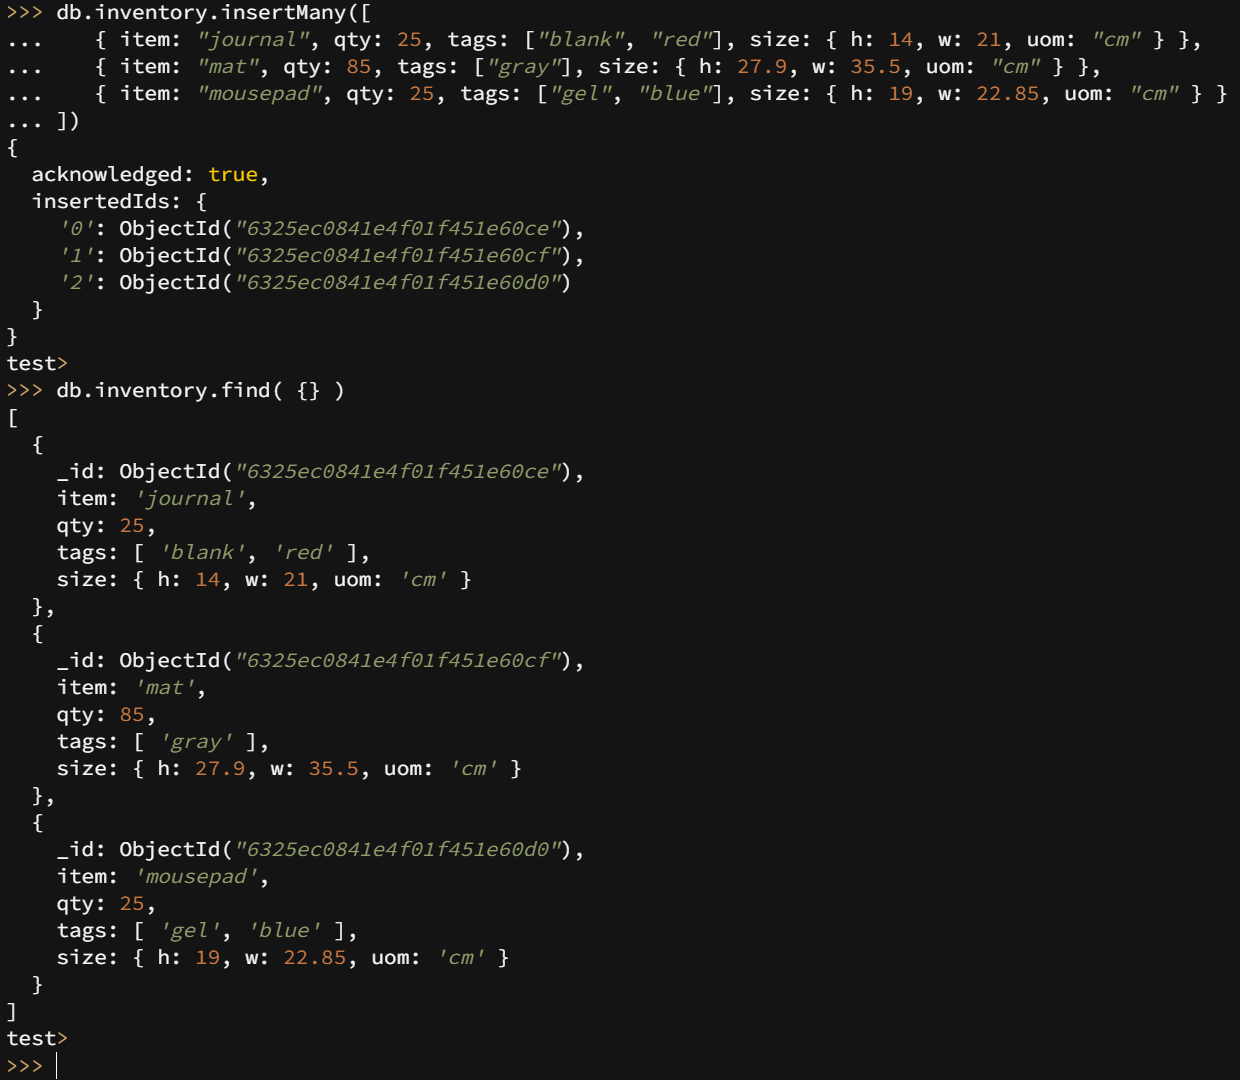 >>> db.inventory.insertMany([
...    { item: "journal", qty: 25, tags: ["blank", "red"], size: { h: 14, w: 21, uom: "cm" } },
...    { item: "mat", qty: 85, tags: ["gray"], size: { h: 27.9, w: 35.5, uom: "cm" } },
...    { item: "mousepad", qty: 25, tags: ["gel", "blue"], size: { h: 19, w: 22.85, uom: "cm" } }
... ])
{
  acknowledged: true,
  insertedIds: {
    '0': ObjectId("6325ec0841e4f01f451e60ce"),
    '1': ObjectId("6325ec0841e4f01f451e60cf"),
    '2': ObjectId("6325ec0841e4f01f451e60d0")
  }
}
test>
>>> db.inventory.find( {} )
[
  {
    _id: ObjectId("6325ec0841e4f01f451e60ce"),
    item: 'journal',
    qty: 25,
    tags: [ 'blank', 'red' ],
    size: { h: 14, w: 21, uom: 'cm' }
  },
  {
    _id: ObjectId("6325ec0841e4f01f451e60cf"),
    item: 'mat',
    qty: 85,
    tags: [ 'gray' ],
    size: { h: 27.9, w: 35.5, uom: 'cm' }
  },
  {
    _id: ObjectId("6325ec0841e4f01f451e60d0"),
    item: 'mousepad',
    qty: 25,
    tags: [ 'gel', 'blue' ],
    size: { h: 19, w: 22.85, uom: 'cm' }
  }
]
test>
>>>